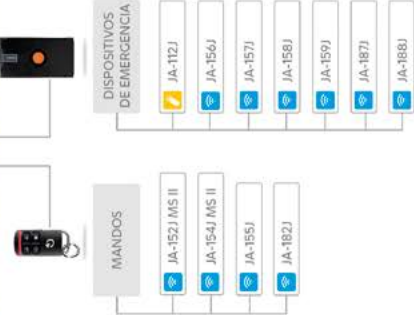 DISPOSITIVOS
DE EMERGENCIA
JA-112J
JA-156J
JA-157J
JA-158J
JA-159J
JA-187J
JA-188J
MANDOS
JA-152J MS II
JA-154J MS II
JA-155J
JA-182J